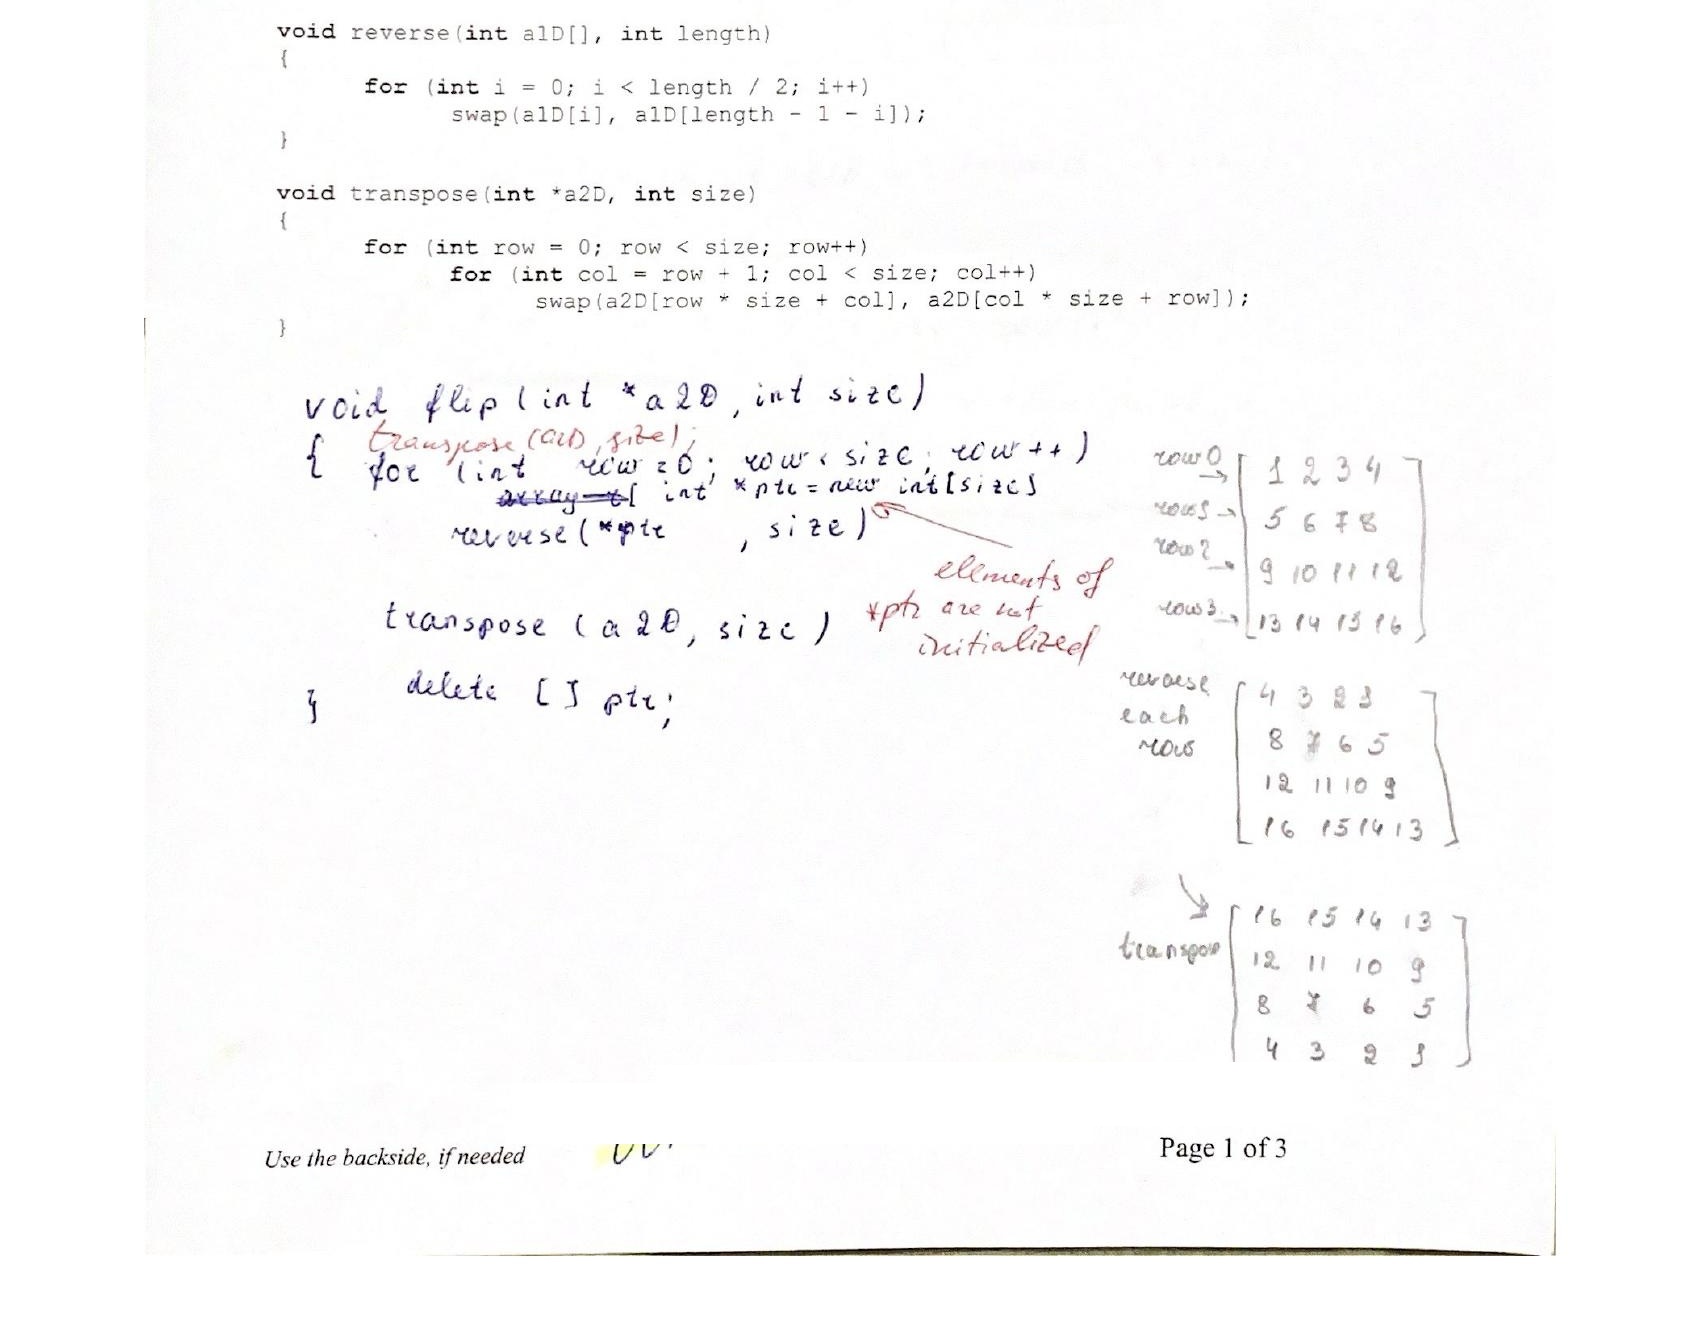 void reverse(int a1D[], int length)
{
for (int i = 0; i < length / 2; i++)
swap(a1D[i], a1D[length - 1 - i]);
}
void transpose(int *a2D, int size)
{
for (int row = 0; row < size; row++)
for (int col = row + 1; col < size; col++)
swap(a2D[row * size + col], a2D[col * size + row]);
}
void flip (int *a2D, int size)
transpose(a2D, size);
{ for (int row = 0; row < size; row++)
int *ptr = new int[size]
reverse(*ptr , size)
elements of
*ptr are not
initialized
transpose (a2D, size)
delete [] ptr;
}
row 0 → 1 2 3 4
row 1 → 5 6 7 8
row 2 → 9 10 11 12
row 3 → 13 14 15 16
reverse
each
row
4 3 2 1
8 7 6 5
12 11 10 9
16 15 14 13
transpose
16 15 14 13
12 11 10 9
8 7 6 5
4 3 2 1
Use the backside, if needed
Page 1 of 3